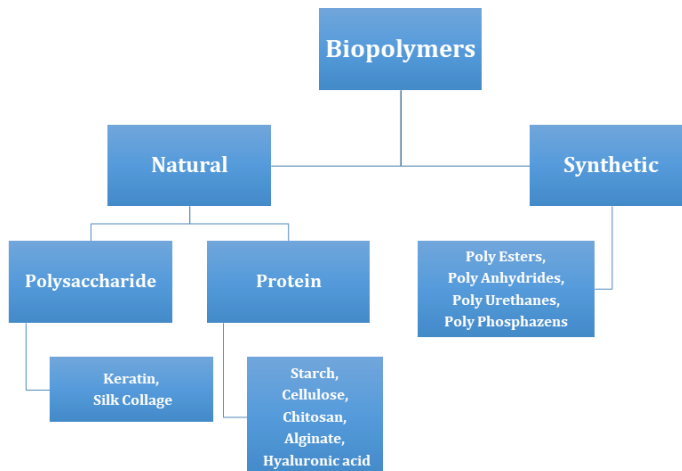 Biopolymers
Natural
Synthetic
Polysaccharide
Protein
Poly Esters,
Poly Anhydrides,
Poly Urethanes,
Poly Phosphazens
Keratin,
Silk Collage
Starch,
Cellulose,
Chitosan,
Alginate,
Hyaluronic acid